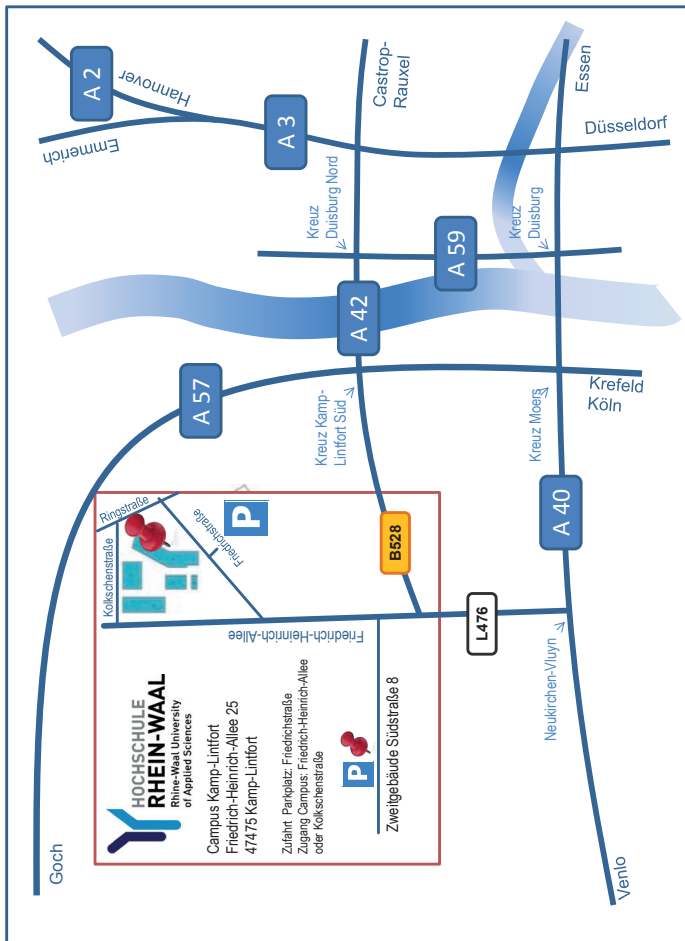 Goch
A 57
A 2
Hannover
Emmerich
A 3
HOCHSCHULE
RHEIN-WAAL
Rhine-Waal University
of Applied Sciences
Campus Kamp-Lintfort
Friedrich-Heinrich-Allee 25
47475 Kamp-Lintfort
Zufahrt Parkplatz: Friedrichstraße
Zugang Campus: Friedrich-Heinrich-Allee
oder Kolkschenstraße
P
Zweitgebäude Südstraße 8
Kolkschenstraße
Ringstraße
Friedrichstraße
P
Friedrich-Heinrich-Allee
Kreuz Kamp-
Lintfort Süd
A 42
Kreuz
Duisburg Nord
Castrop-
Rauxel
B528
A 59
L476
Neukirchen-Vluyn
A 40
Kreuz Moers
Kreuz
Duisburg
Essen
Venlo
Krefeld
Köln
Düsseldorf